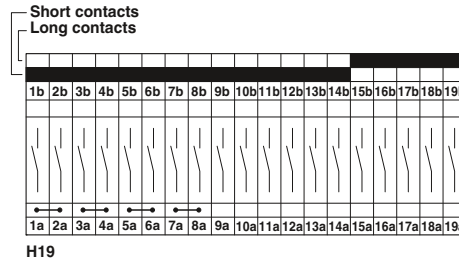 Short contacts
Long contacts
1b 2b 3b 4b 5b 6b 7b 8b 9b 10b 11b 12b 13b 14b 15b 16b 17b 18b 19b
1a 2a 3a 4a 5a 6a 7a 8a 9a 10a 11a 12a 13a 14a 15a 16a 17a 18a 19a
H19